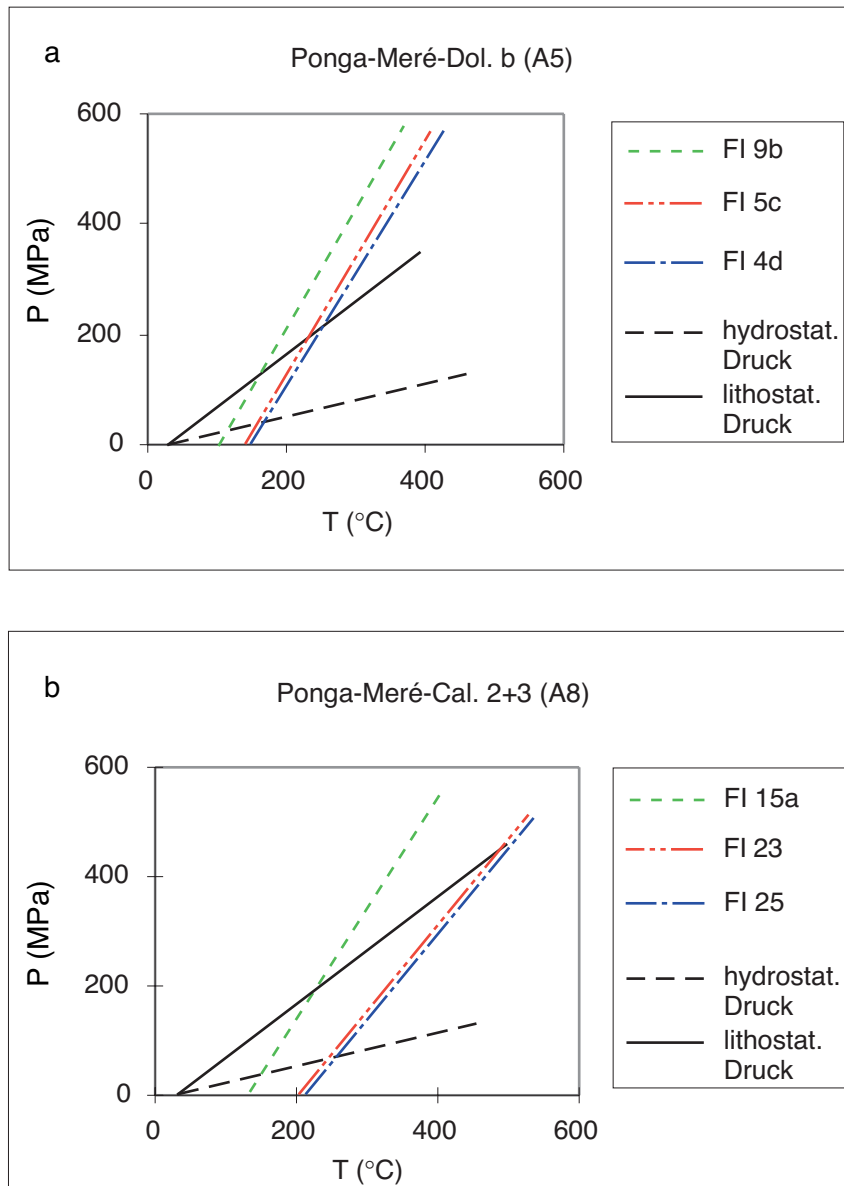 a
Ponga-Meré-Dol. b (A5)
600
400
200
0
P (MPa)
0 200 400 600
T (°C)
FI 9b
FI 5c
FI 4d
hydrostat.
Druck
lithostat.
Druck
b
Ponga-Meré-Cal. 2+3 (A8)
600
400
200
0
P (MPa)
0 200 400 600
T (°C)
FI 15a
FI 23
FI 25
hydrostat.
Druck
lithostat.
Druck